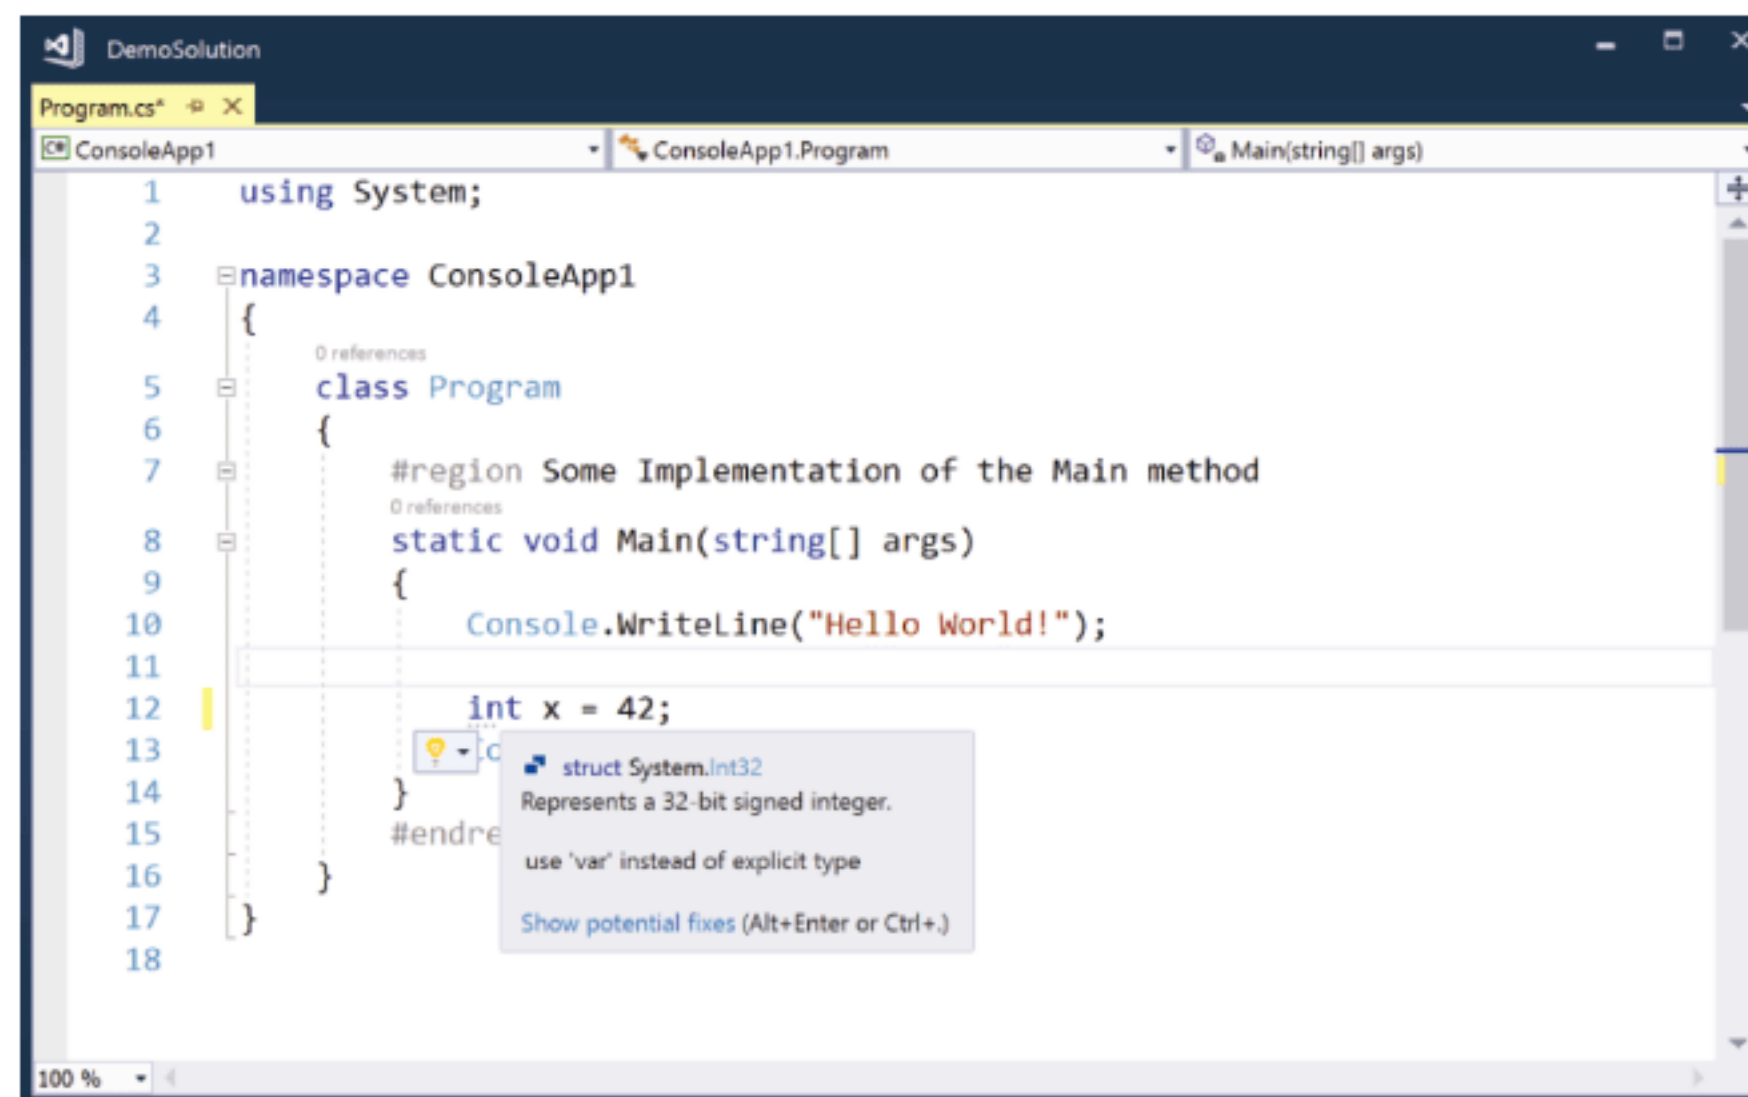 DemoSolution
Program.cs*
C# ConsoleApp1 ConsoleApp1.Program Main(string[] args)
1 using System;
2
3 namespace ConsoleApp1
4 {
0 references
5 class Program
6 {
7 #region Some Implementation of the Main method
0 references
8 static void Main(string[] args)
9 {
10 Console.WriteLine("Hello World!");
11
12 int x = 42;
13
struct System.Int32
14 }
Represents a 32-bit signed integer.
15 #endre
use 'var' instead of explicit type
16 }
17 }
Show potential fixes (Alt+Enter or Ctrl+.)
18
100 %